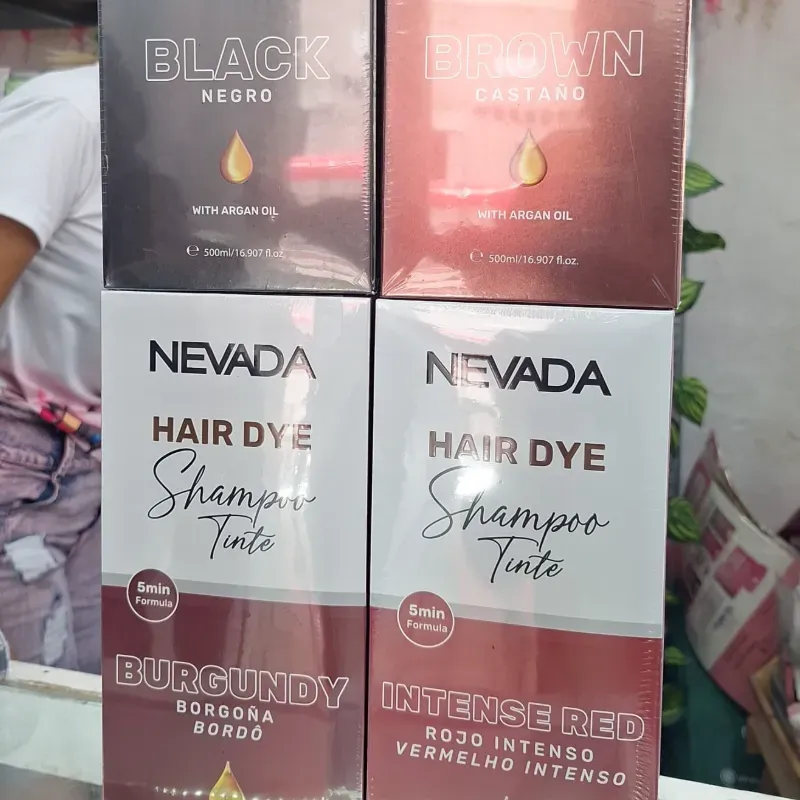 BLACK
NEGRO
WITH ARGAN OIL
℮ 500ml/16.907 fl.oz.
BROWN
CASTAÑO
WITH ARGAN OIL
℮ 500ml/16.907 fl.oz.
NEVADA
HAIR DYE
Shampoo
Tinte
5min
Formula
BURGUNDY
BORGOÑA
BORDÔ
NEVADA
HAIR DYE
Shampoo
Tinte
5min
Formula
INTENSE RED
ROJO INTENSO
VERMELHO INTENSO